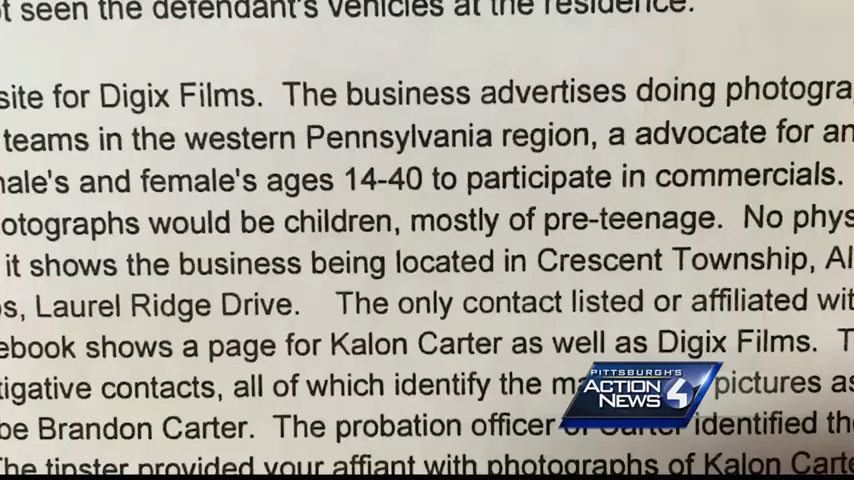 ot seen the defendant's vehicles at the residence.
site for Digix Films. The business advertises doing photogra
teams in the western Pennsylvania region, a advocate for an
nale's and female's ages 14-40 to participate in commercials.
otographs would be children, mostly of pre-teenage. No phys
it shows the business being located in Crescent Township, Al
s, Laurel Ridge Drive. The only contact listed or affiliated wit
ebook shows a page for Kalon Carter as well as Digix Films. T
tigative contacts, all of which identify the ma pictures as
be Brandon Carter. The probation officer of Carter identified the
The tipster provided your affiant with photographs of Kalon Carte
PITTSBURGH'S
ACTION
NEWS 4